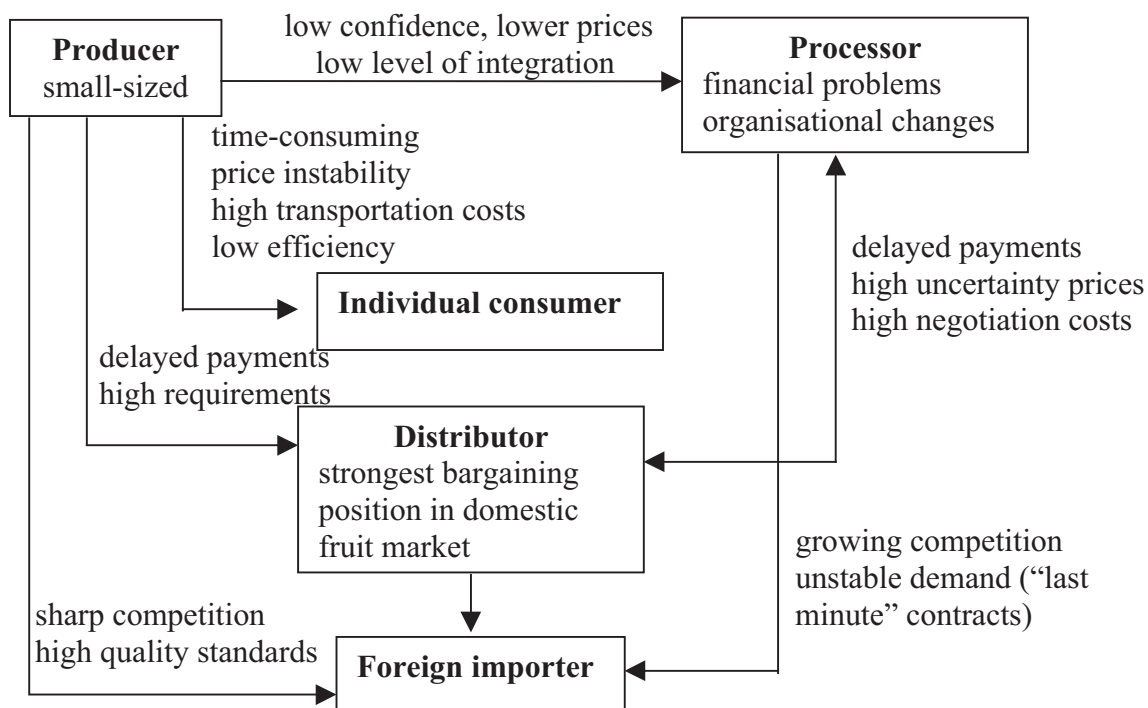 Producer
small-sized
low confidence, lower prices
low level of integration
Processor
financial problems
organisational changes
time-consuming
price instability
high transportation costs
low efficiency
Individual consumer
delayed payments
high uncertainty prices
high negotiation costs
delayed payments
high requirements
Distributor
strongest bargaining
position in domestic
fruit market
growing competition
unstable demand (“last
minute” contracts)
sharp competition
high quality standards
Foreign importer